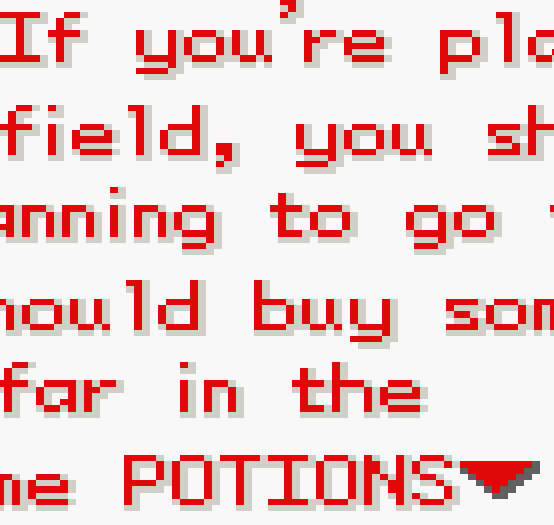 If you're pla
field, you sh
anning to go
hould buy som
far in the
me POTIONS▼